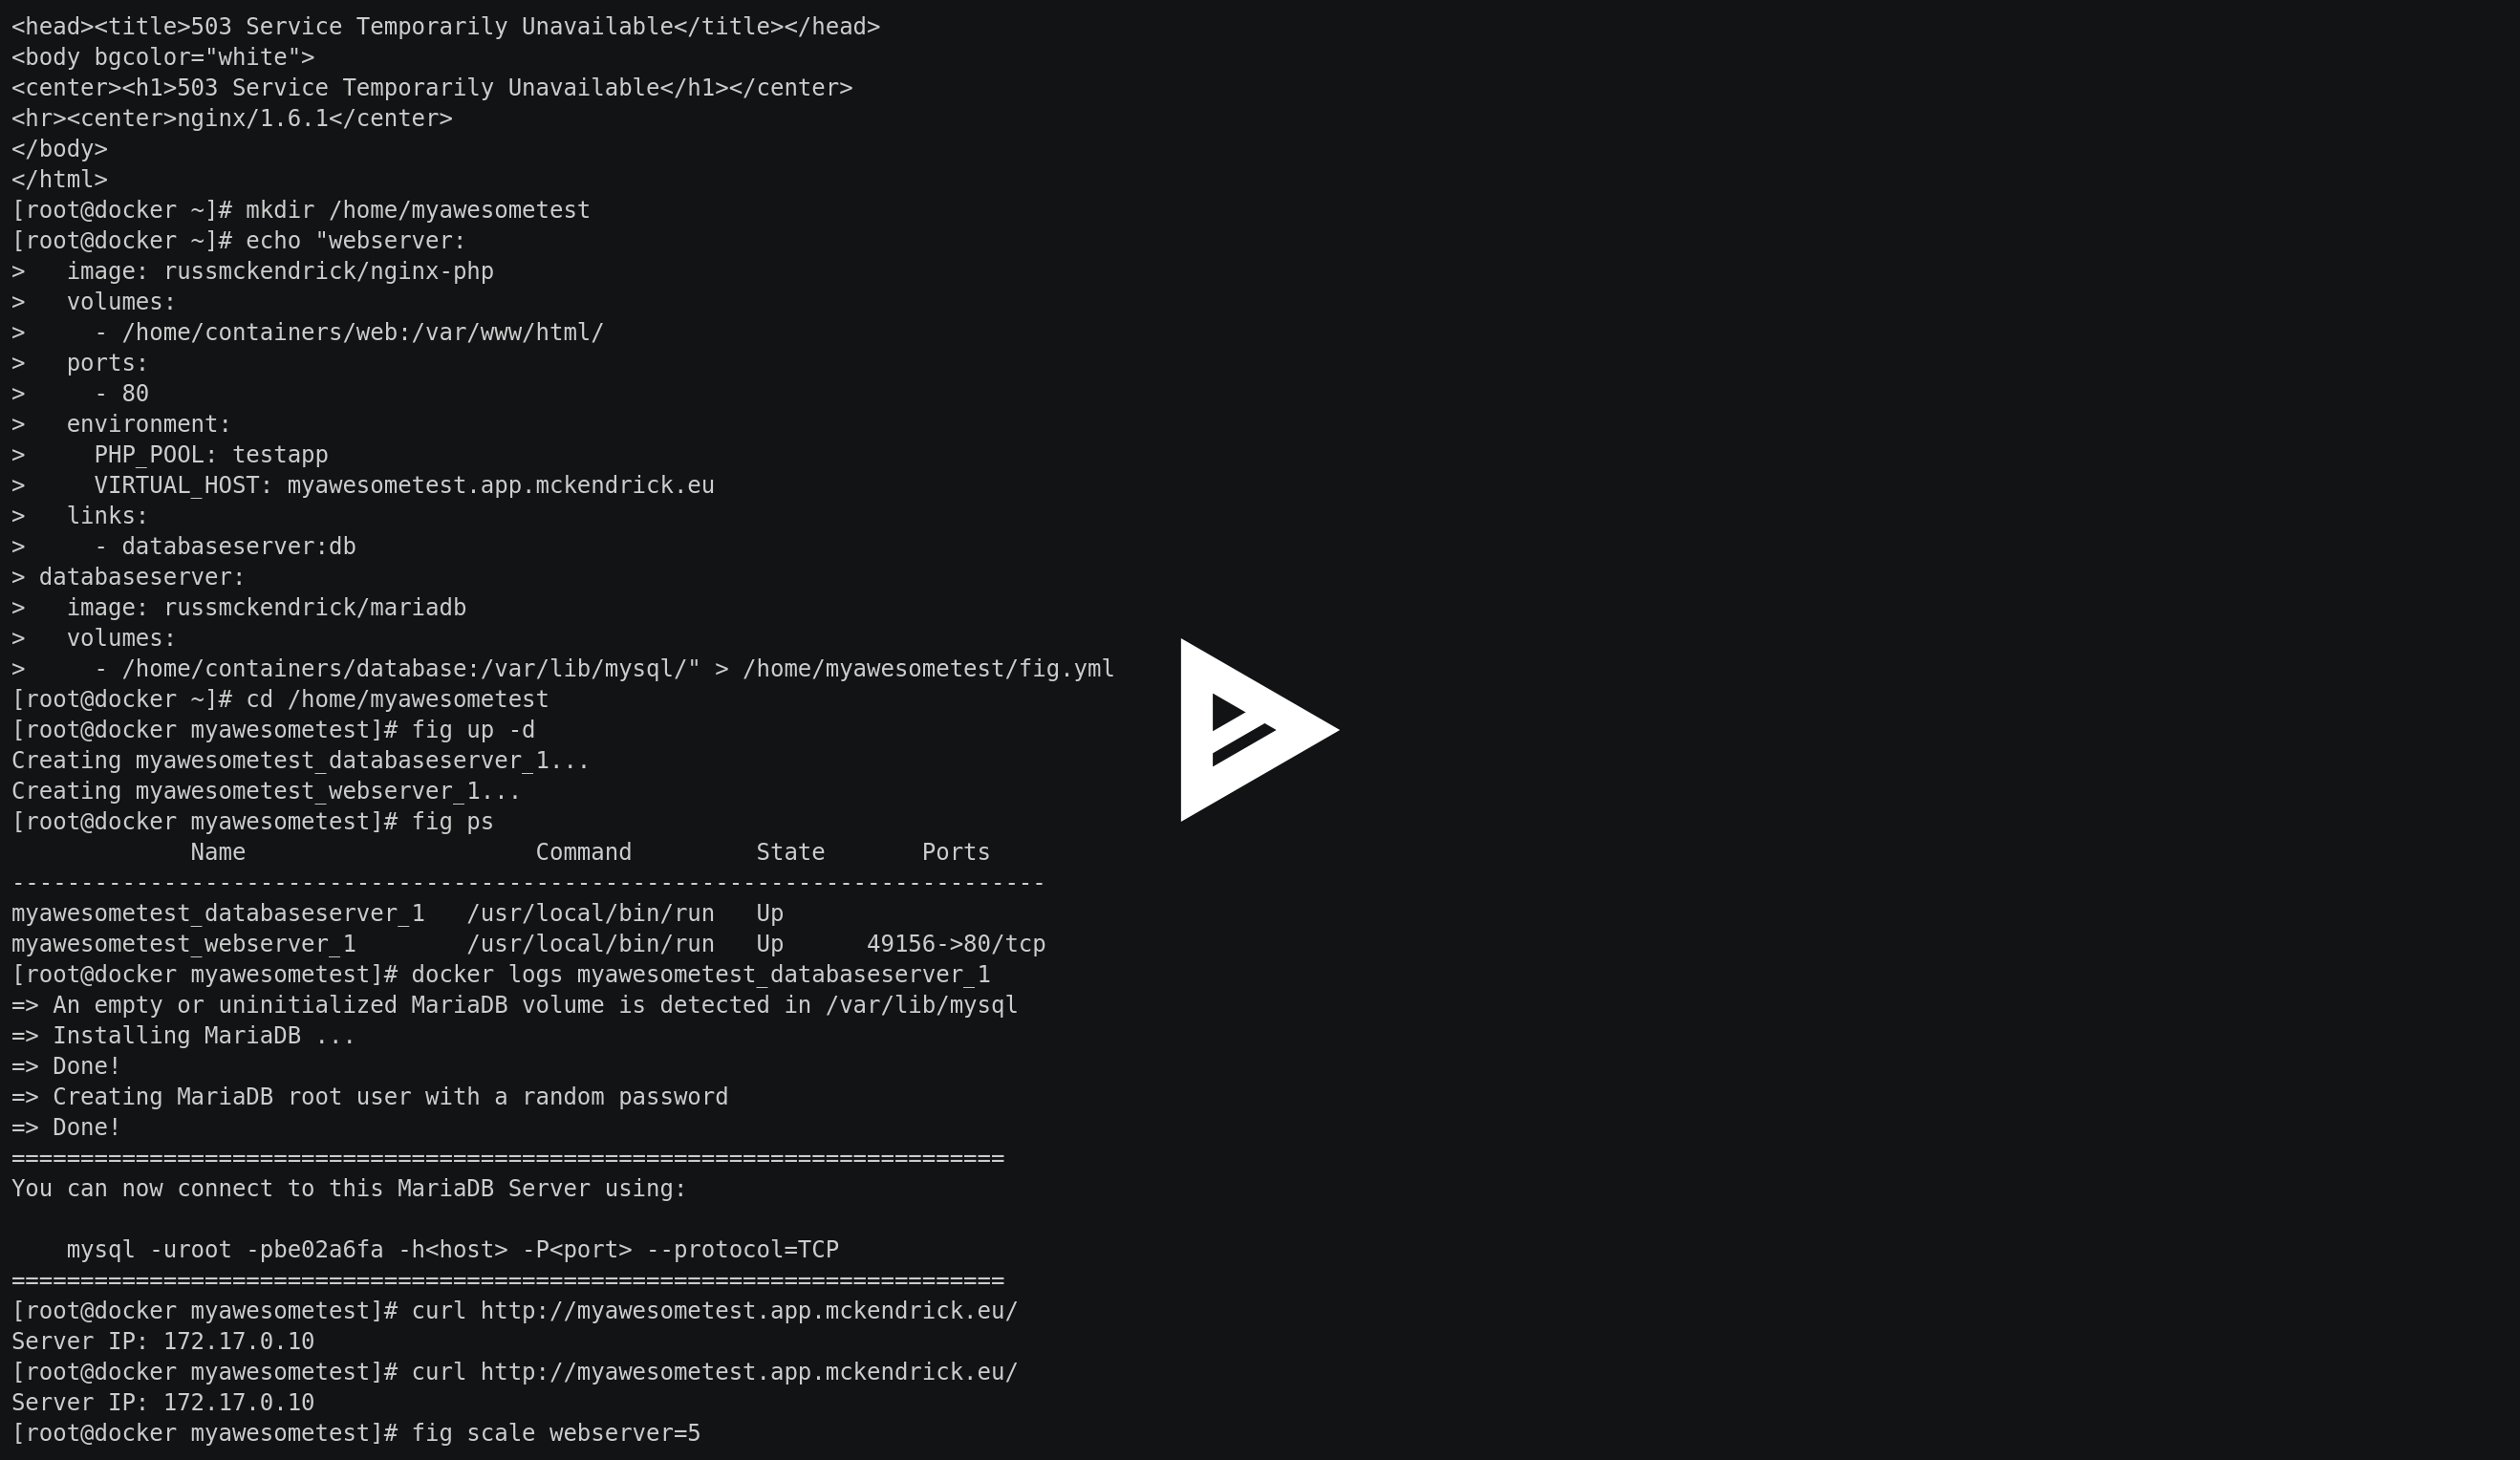 <head><title>503 Service Temporarily Unavailable</title></head>
<body bgcolor="white">
<center><h1>503 Service Temporarily Unavailable</h1></center>
<hr><center>nginx/1.6.1</center>
</body>
</html>
[root@docker ~]# mkdir /home/myawesometest
[root@docker ~]# echo "webserver:
>   image: russmckendrick/nginx-php
>   volumes:
>     - /home/containers/web:/var/www/html/
>   ports:
>     - 80
>   environment:
>     PHP_POOL: testapp
>     VIRTUAL_HOST: myawesometest.app.mckendrick.eu
>   links:
>     - databaseserver:db
> databaseserver:
>   image: russmckendrick/mariadb
>   volumes:
>     - /home/containers/database:/var/lib/mysql/" > /home/myawesometest/fig.yml
[root@docker ~]# cd /home/myawesometest
[root@docker myawesometest]# fig up -d
Creating myawesometest_databaseserver_1...
Creating myawesometest_webserver_1...
[root@docker myawesometest]# fig ps
             Name                     Command         State       Ports
---------------------------------------------------------------------------
myawesometest_databaseserver_1   /usr/local/bin/run   Up
myawesometest_webserver_1        /usr/local/bin/run   Up      49156->80/tcp
[root@docker myawesometest]# docker logs myawesometest_databaseserver_1
=> An empty or uninitialized MariaDB volume is detected in /var/lib/mysql
=> Installing MariaDB ...
=> Done!
=> Creating MariaDB root user with a random password
=> Done!
========================================================================
You can now connect to this MariaDB Server using:

    mysql -uroot -pbe02a6fa -h<host> -P<port> --protocol=TCP
========================================================================
[root@docker myawesometest]# curl http://myawesometest.app.mckendrick.eu/
Server IP: 172.17.0.10
[root@docker myawesometest]# curl http://myawesometest.app.mckendrick.eu/
Server IP: 172.17.0.10
[root@docker myawesometest]# fig scale webserver=5